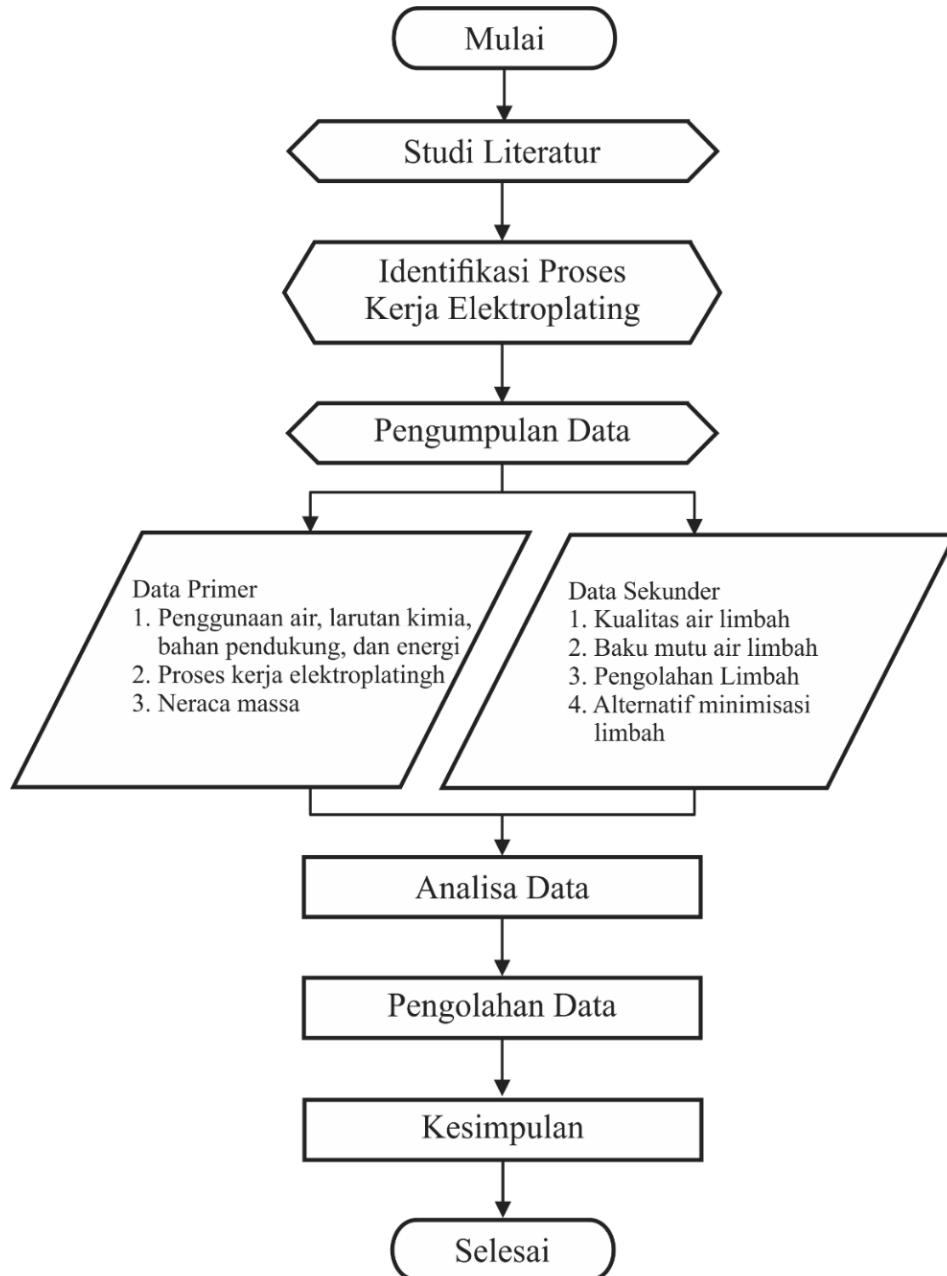 Mulai
Studi Literatur
Identifikasi Proses
Kerja Elektroplating
Pengumpulan Data
Data Primer
1. Penggunaan air, larutan kimia,
bahan pendukung, dan energi
2. Proses kerja elektroplatingh
3. Neraca massa
Data Sekunder
1. Kualitas air limbah
2. Baku mutu air limbah
3. Pengolahan Limbah
4. Alternatif minimisasi
limbah
Analisa Data
Pengolahan Data
Kesimpulan
Selesai